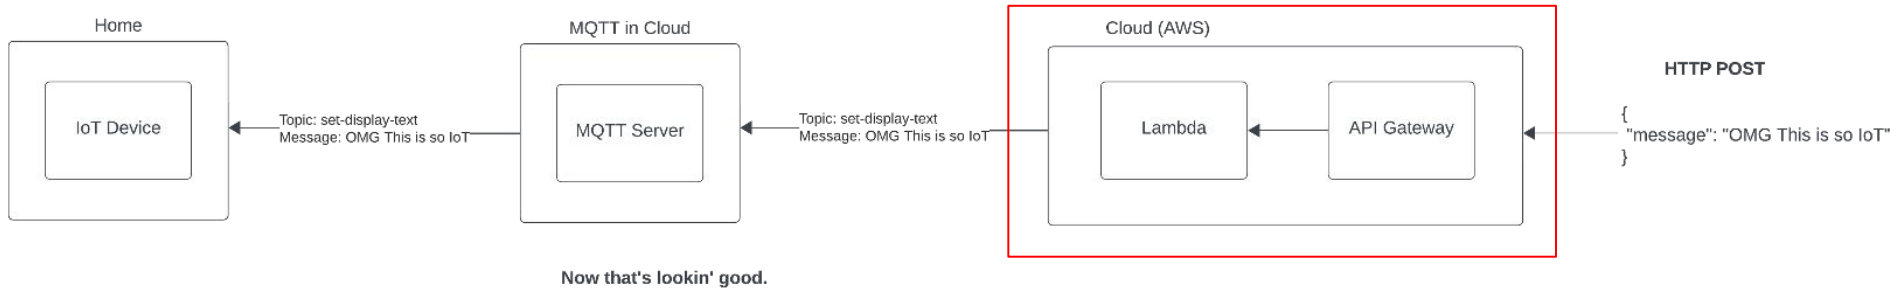 Home
IoT Device
Topic: set-display-text
Message: OMG This is so IoT
MQTT in Cloud
MQTT Server
Topic: set-display-text
Message: OMG This is so IoT
Cloud (AWS)
Lambda
API Gateway
HTTP POST
{
"message": "OMG This is so IoT"
}
Now that's lookin' good.